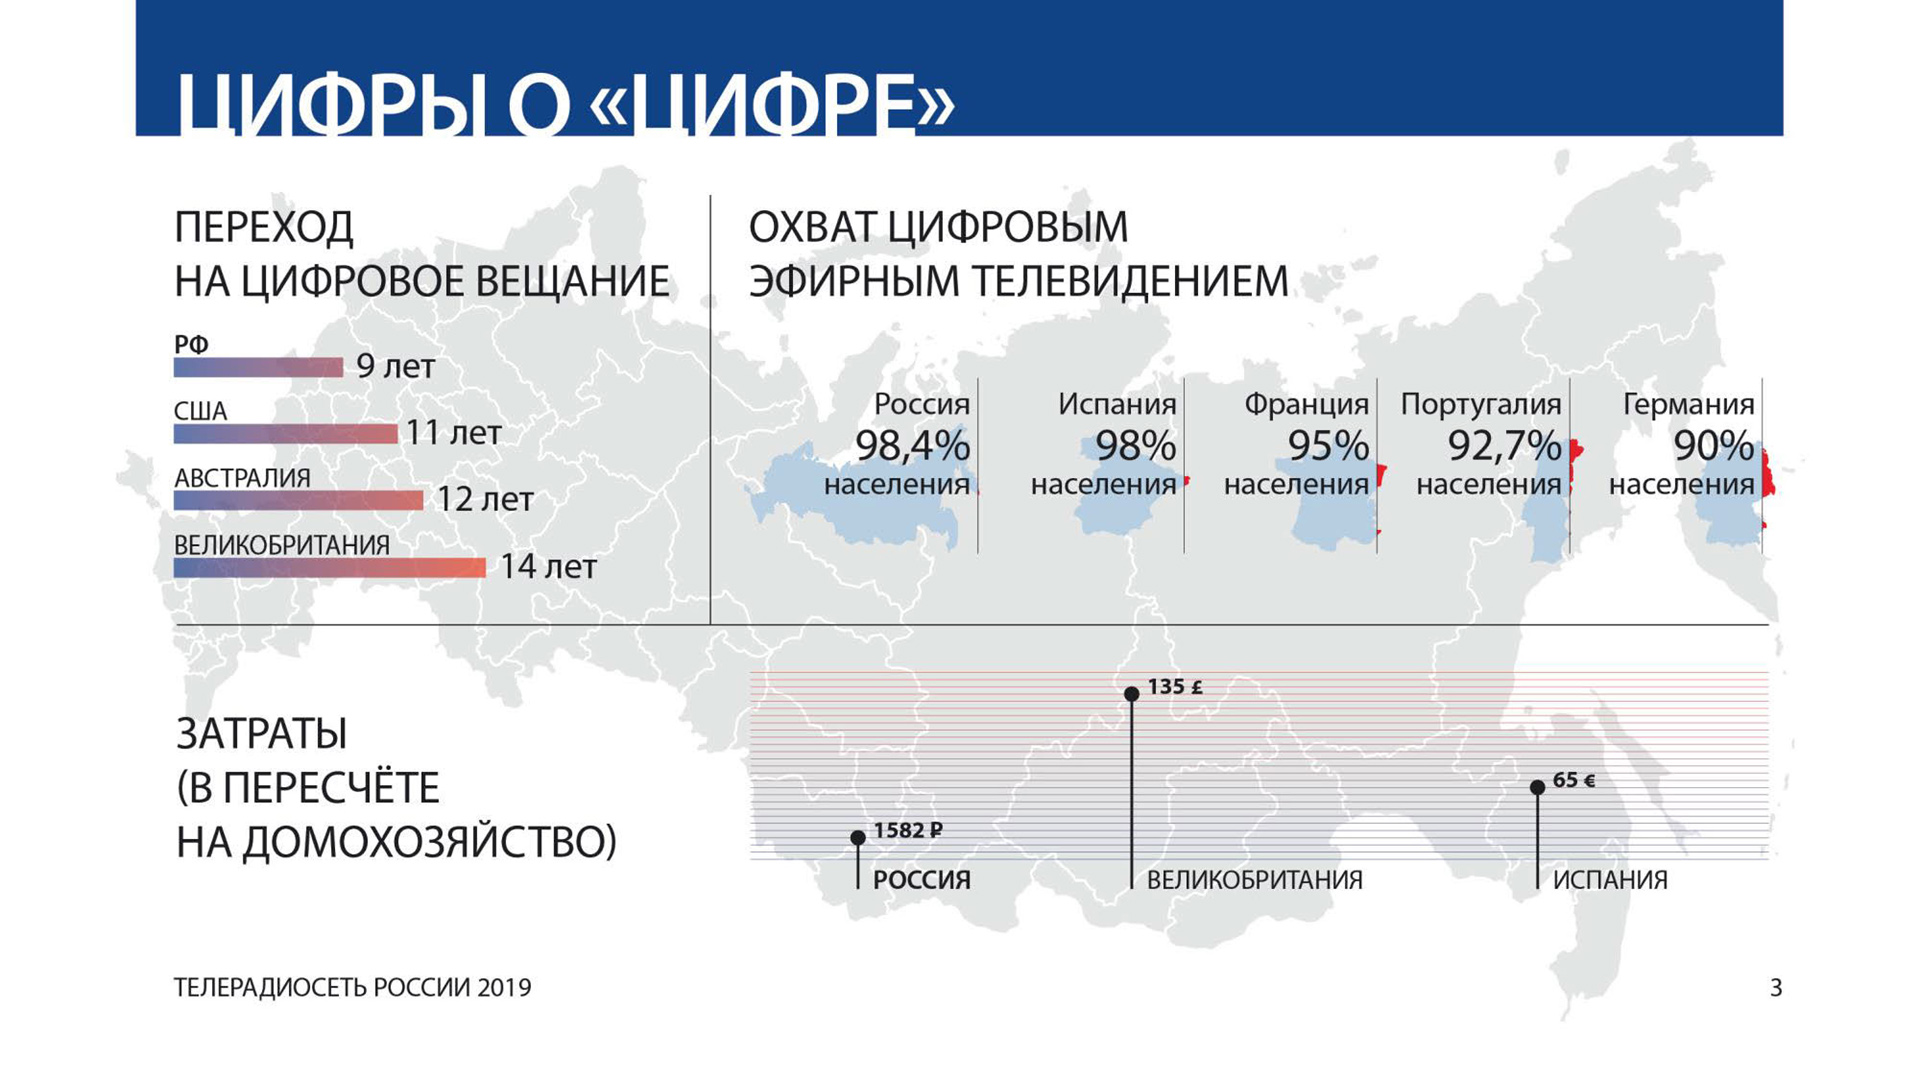 ЦИФРЫ О «ЦИФРЕ»
ПЕРЕХОД
НА ЦИФРОВОЕ ВЕЩАНИЕ
РФ
9 лет
США
11 лет
АВСТРАЛИЯ
12 лет
ВЕЛИКОБРИТАНИЯ
14 лет
ОХВАТ ЦИФРОВЫМ
ЭФИРНЫМ ТЕЛЕВИДЕНИЕМ
Россия
98,4%
населения
Испания
98%
населения
Франция
95%
населения
Португалия
92,7%
населения
Германия
90%
населения
ЗАТРАТЫ
(В ПЕРЕСЧЁТЕ
НА ДОМОХОЗЯЙСТВО)
1582 ₽
РОССИЯ
135 £
ВЕЛИКОБРИТАНИЯ
65 €
ИСПАНИЯ
ТЕЛЕРАДИОСЕТЬ РОССИИ 2019
3